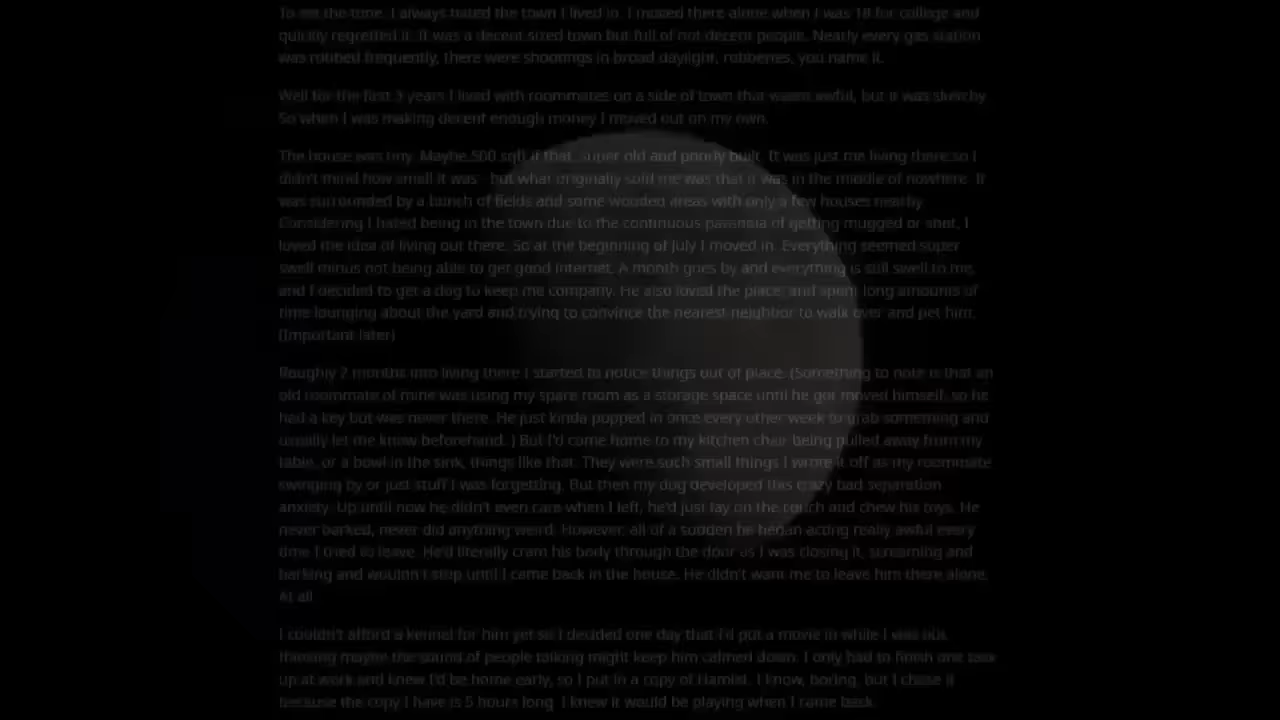 To set the tone. I always hated the town I lived in. I moved there alone when I was 18 for college and
quickly regretted it. It was a decent sized town but full of not decent people. Nearly every gas station
was robbed frequently, there were shootings in broad daylight, robberies, you name it.
Well for the first 3 years I lived with roommates on a side of town that wasnt awful, but it was sketchy.
So when I was making decent enough money I moved out on my own.
The house was tiny. Maybe 500 sqft if that, super old and poorly built. It was just me living there so I
didn't mind how small it was - but what originally sold me was that it was in the middle of nowhere. It
was surrounded by a bunch of fields and some wooded areas with only a few houses nearby.
Considering I hated being in the town due to the continuous paranoia of getting mugged or shot, I
loved the idea of living out there. So at the beginning of July I moved in. Everything seemed super
swell minus not being able to get good internet. A month goes by and everything is still swell to me,
and I decided to get a dog to keep me company. He also loved the place, and spent long amounts of
time lounging about the yard and trying to convince the nearest neighbor to walk over and pet him.
(Important later)
Roughly 2 months into living there I started to notice things out of place. (Something to note is that an
old roommate of mine was using my spare room as a storage space until he got moved himself, so he
had a key but was never there. He just kinda popped in once every other week to grab something and
usually let me know beforehand. ) But I'd come home to my kitchen chair being pulled away from my
table, or a bowl in the sink, things like that. They were such small things I wrote it off as my roommate
swinging by or just stuff I was forgetting. But then my dog developed this crazy bad separation
anxiety. Up until now he didn't even care when I left, he'd just lay on the couch and chew his toys. He
never barked, never did anything weird. However, all of a sudden he began acting really awful every
time I tried to leave. He'd literally cram his body through the door as I was closing it, screaming and
barking and wouldn't stop until I came back in the house. He didn't want me to leave him there alone.
At all.
I couldn't afford a kennel for him yet so I decided one day that I'd put a movie in while I was out,
thinking maybe the sound of people talking might keep him calmed down. I only had to finish one task
up at work and knew I'd be home early, so I put in a copy of Hamlet. I know, boring, but I chose it
because the copy I have is 5 hours long. I knew it would be playing when I came back.